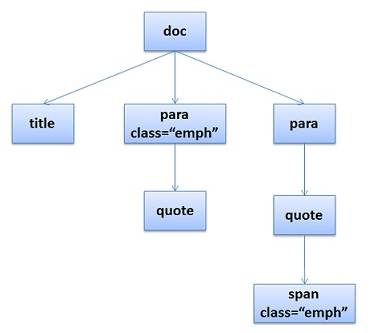 doc
title
para
class=“emph”
para
quote
quote
span
class=“emph”